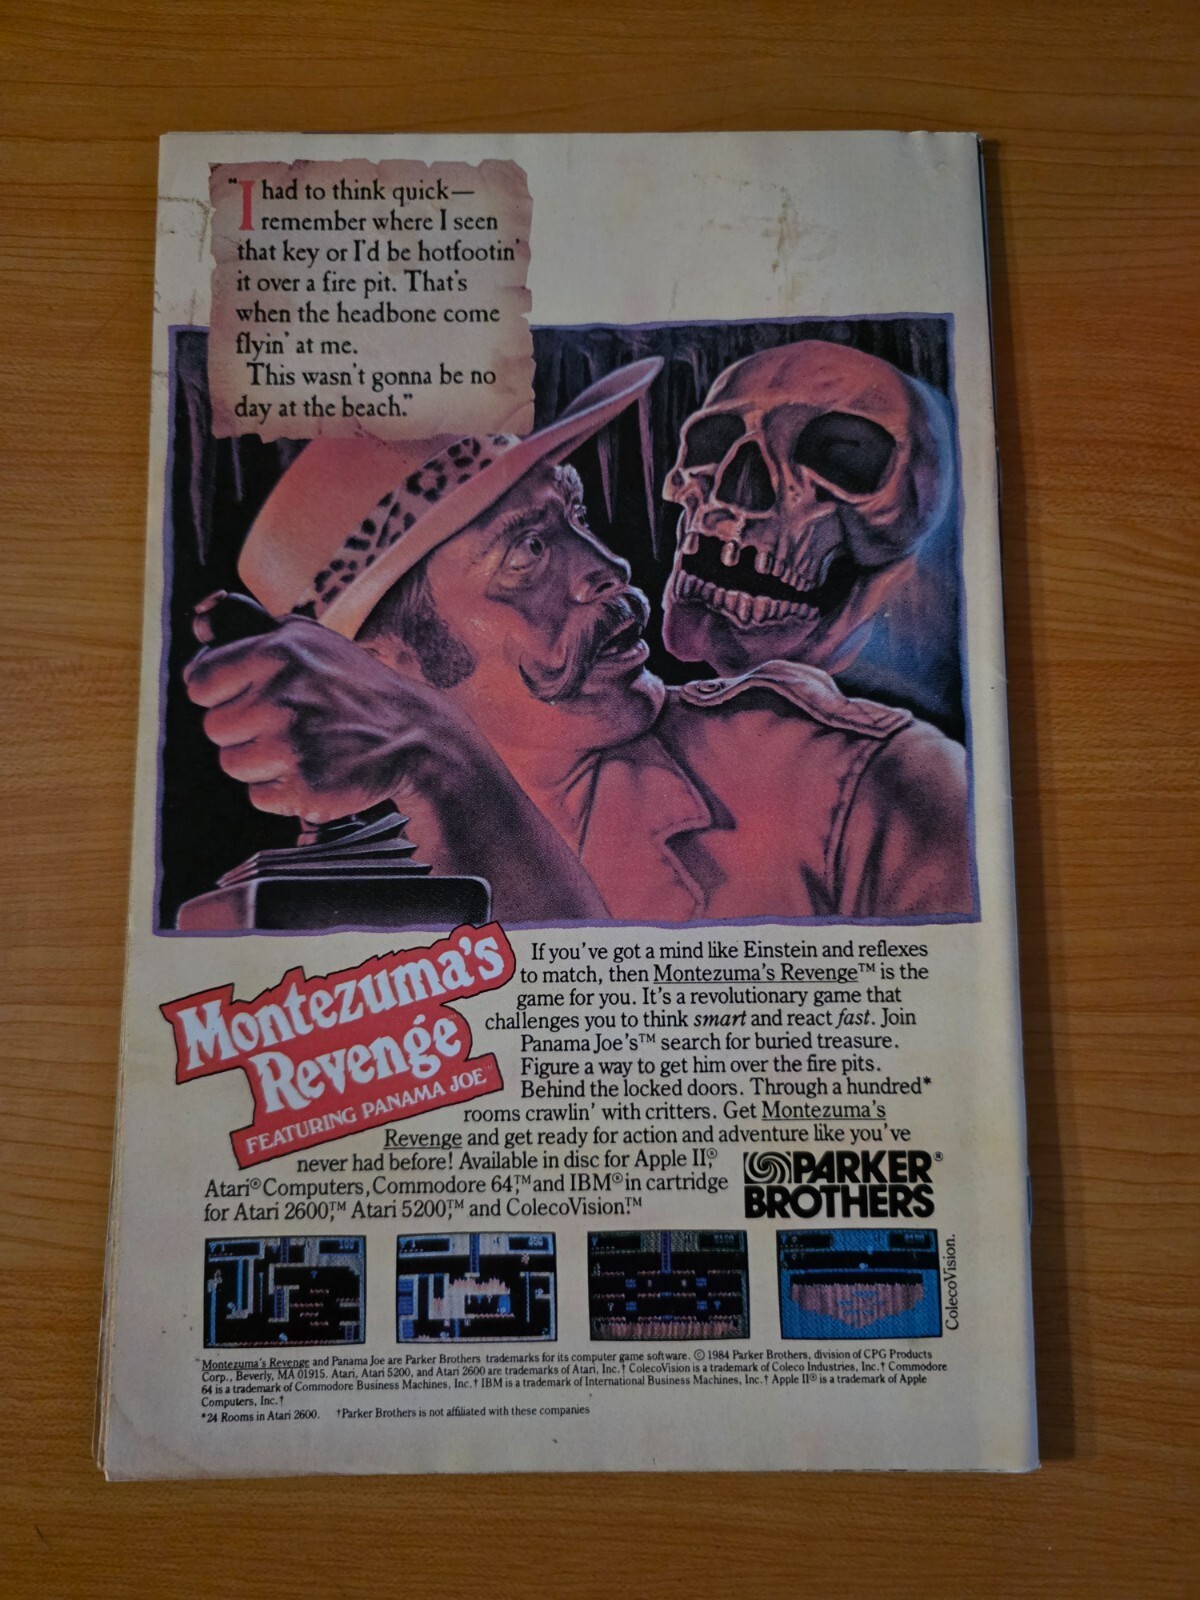 "I had to think quick—
remember where I seen
that key or I'd be hotfootin'
it over a fire pit. That's
when the headbone come
flyin' at me.
This wasn't gonna be no
day at the beach."
Montezuma's
Revenge™
FEATURING PANAMA JOE™
If you've got a mind like Einstein and reflexes
to match, then Montezuma's Revenge™ is the
game for you. It's a revolutionary game that
challenges you to think smart and react fast. Join
Panama Joe's™ search for buried treasure.
Figure a way to get him over the fire pits.
Behind the locked doors. Through a hundred*
rooms crawlin' with critters. Get Montezuma's
Revenge and get ready for action and adventure like you've
never had before! Available in disc for Apple II®,
Atari® Computers, Commodore 64,™ and IBM® in cartridge
for Atari 2600,™ Atari 5200,™ and ColecoVision.™
PARKER®
BROTHERS
ColecoVision.
Montezuma's Revenge and Panama Joe are Parker Brothers trademarks for its computer game software. © 1984 Parker Brothers, division of CPG Products
Corp., Beverly, MA 01915. Atari, Atari 5200, and Atari 2600 are trademarks of Atari, Inc.† ColecoVision is a trademark of Coleco Industries, Inc.† Commodore
64 is a trademark of Commodore Business Machines, Inc.† IBM is a trademark of International Business Machines, Inc.† Apple II® is a trademark of Apple
Computers, Inc.†
*24 Rooms in Atari 2600. †Parker Brothers is not affiliated with these companies